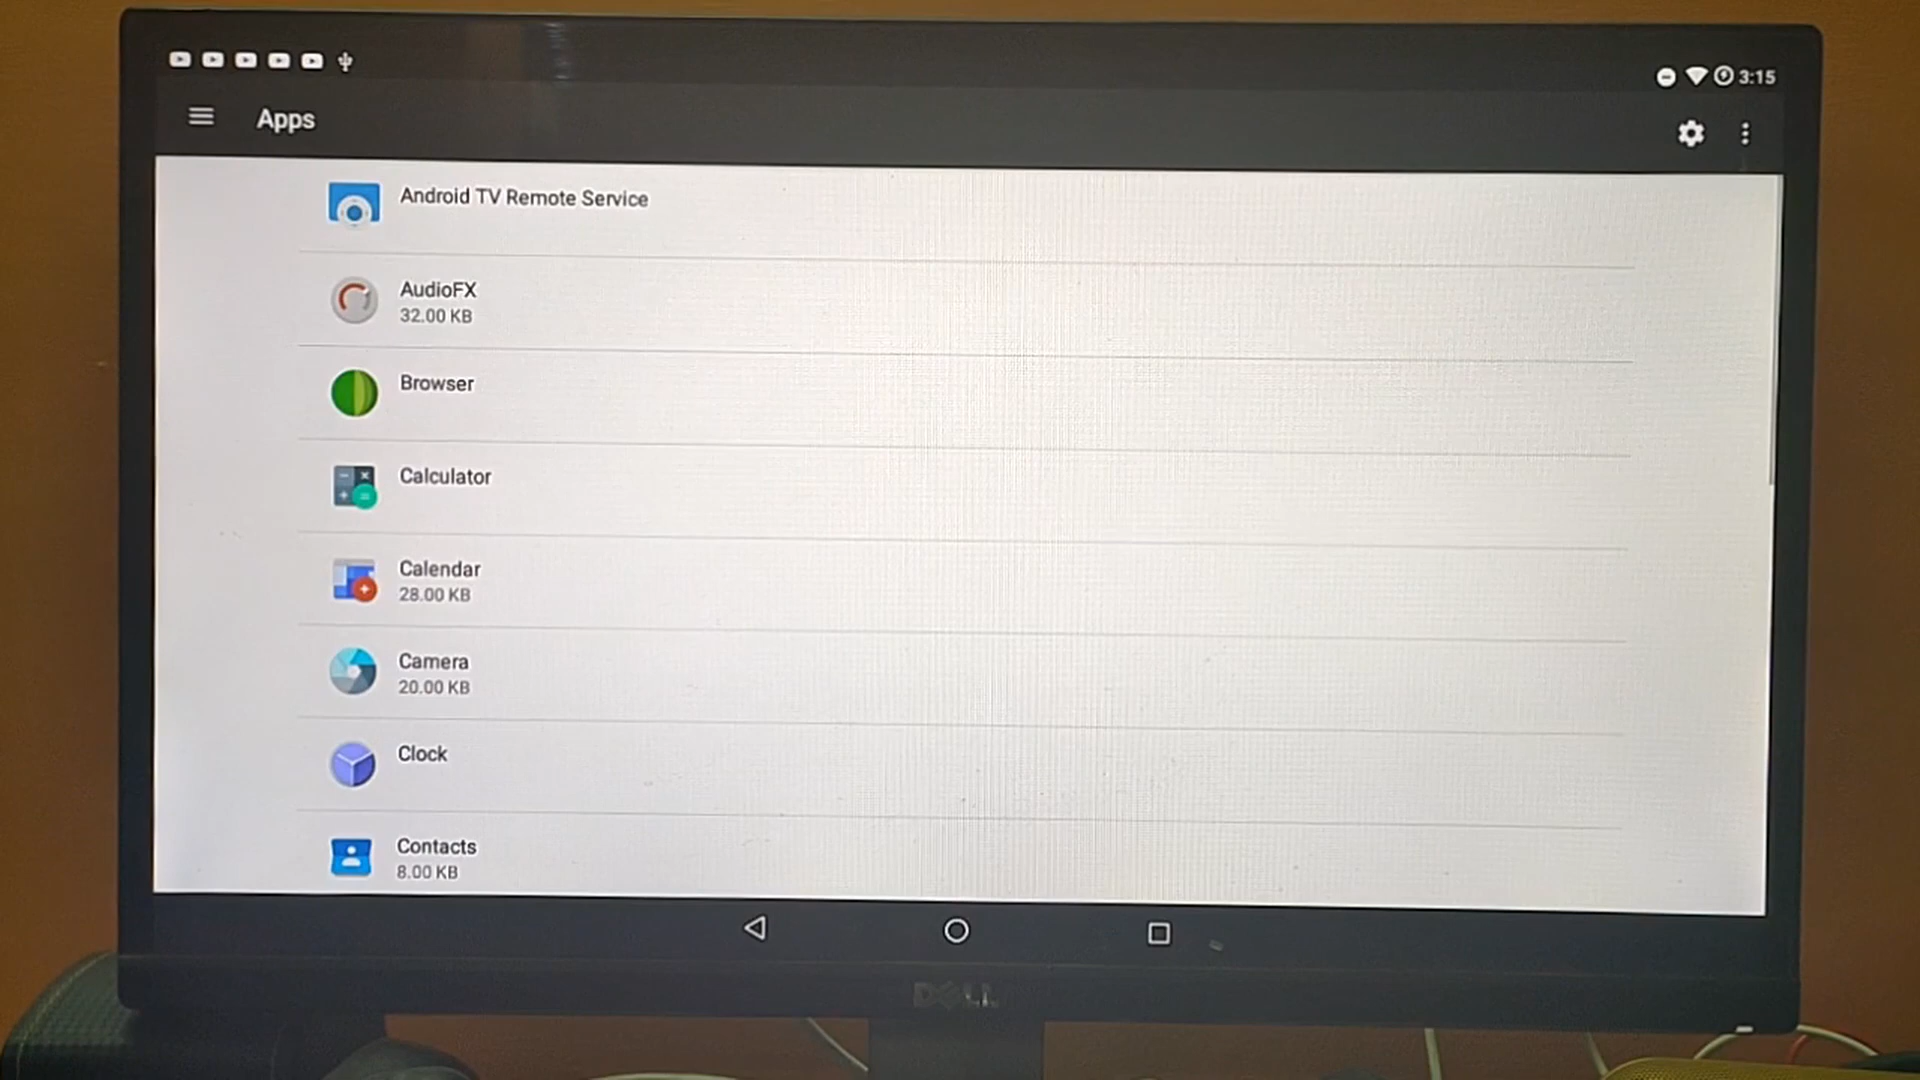 3:15
Apps
Android TV Remote Service
AudioFX
32.00 KB
Browser
Calculator
Calendar
28.00 KB
Camera
20.00 KB
Clock
Contacts
8.00 KB
DELL